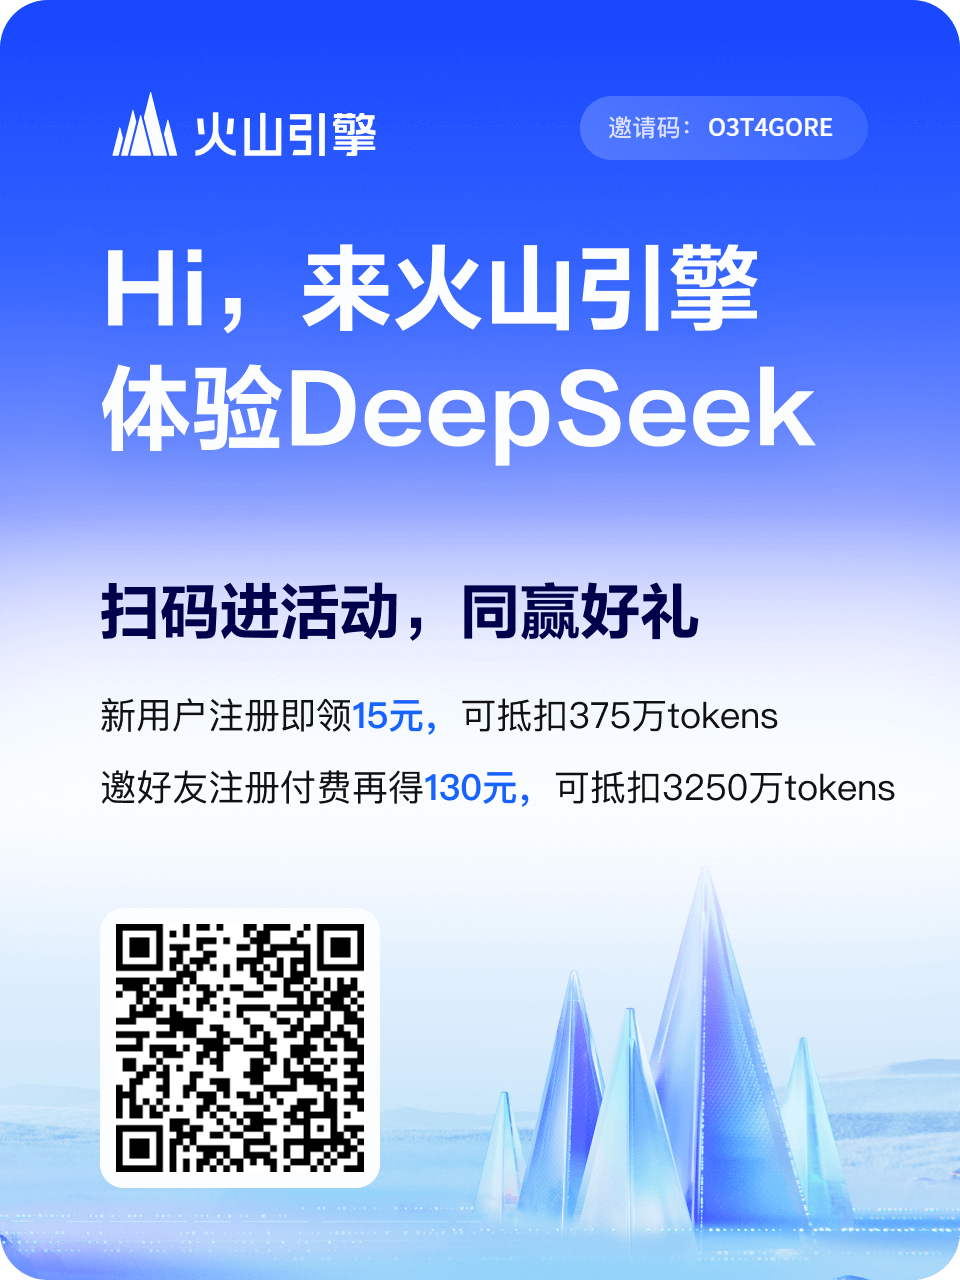 火山引擎
邀请码：O3T4GORE
Hi，来火山引擎
体验DeepSeek
扫码进活动，同赢好礼
新用户注册即领15元，可抵扣375万tokens
邀好友注册付费再得130元，可抵扣3250万tokens